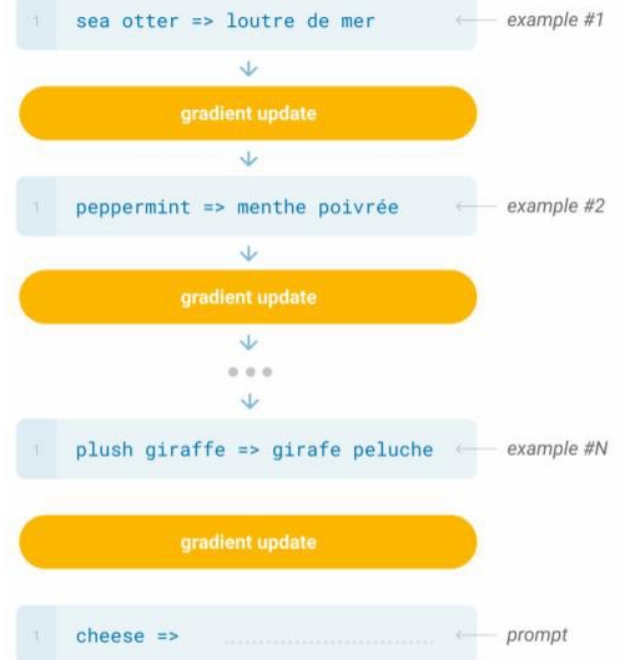 1 sea otter => loutre de mer example #1
gradient update
1 peppermint => menthe poivrée example #2
gradient update
1 plush giraffe => girafe peluche example #N
gradient update
1 cheese => prompt